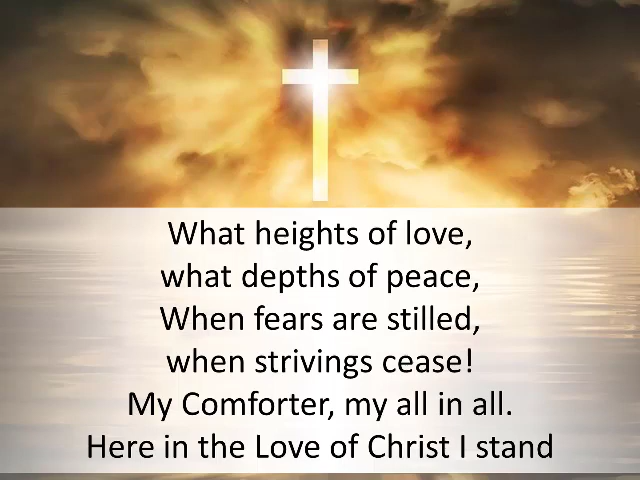 What heights of love,
what depths of peace,
When fears are stilled,
when strivings cease!
My Comforter, my all in all.
Here in the Love of Christ I stand